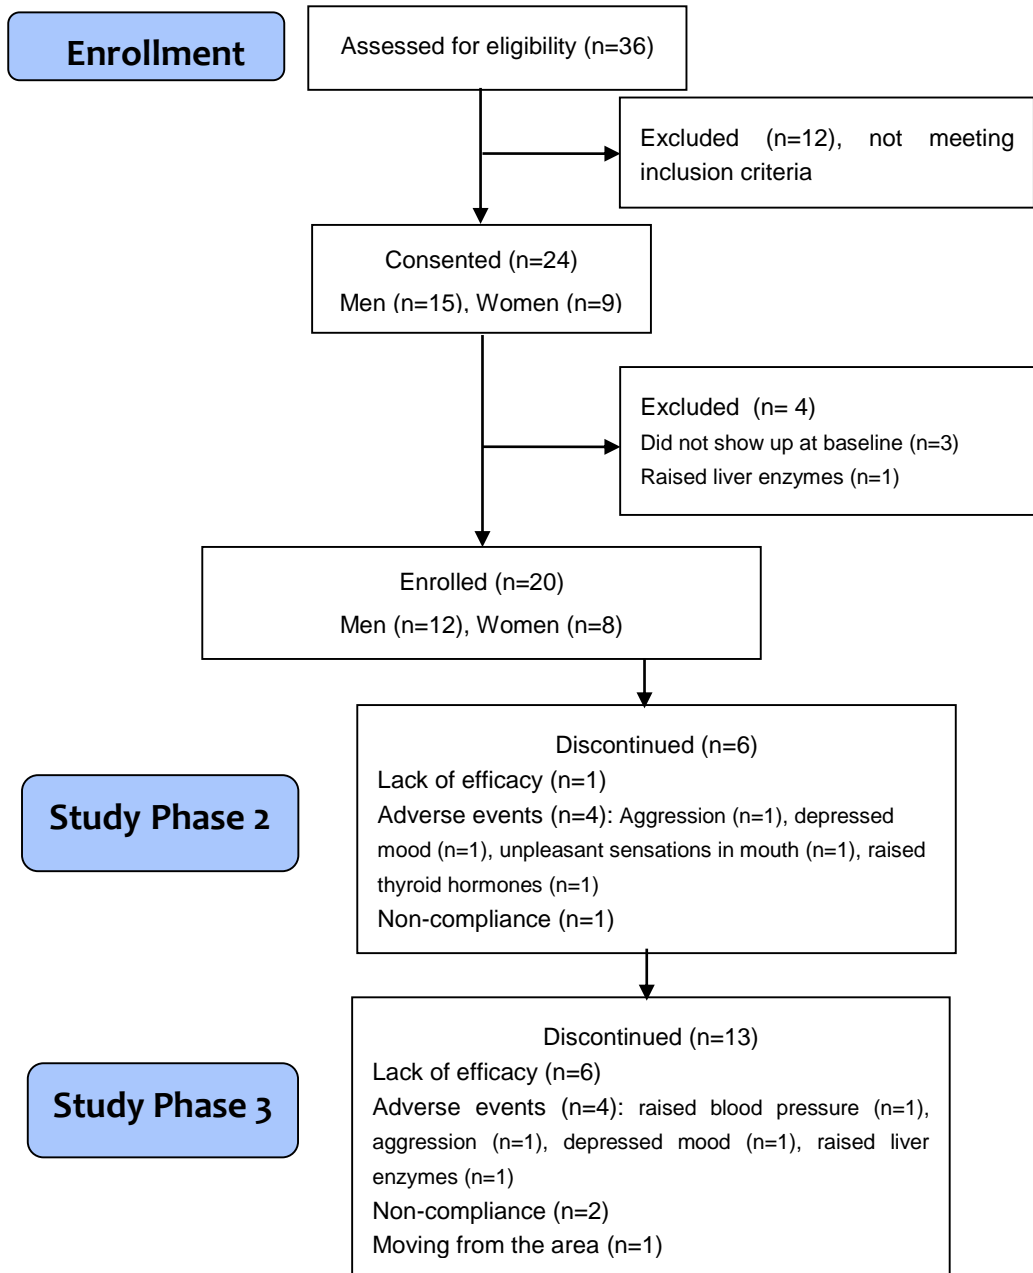 Enrollment
Assessed for eligibility (n=36)
Excluded (n=12), not meeting
inclusion criteria
Consented (n=24)
Men (n=15), Women (n=9)
Excluded (n= 4)
Did not show up at baseline (n=3)
Raised liver enzymes (n=1)
Enrolled (n=20)
Men (n=12), Women (n=8)
Study Phase 2
Discontinued (n=6)
Lack of efficacy (n=1)
Adverse events (n=4): Aggression (n=1), depressed
mood (n=1), unpleasant sensations in mouth (n=1), raised
thyroid hormones (n=1)
Non-compliance (n=1)
Study Phase 3
Discontinued (n=13)
Lack of efficacy (n=6)
Adverse events (n=4): raised blood pressure (n=1),
aggression (n=1), depressed mood (n=1), raised liver
enzymes (n=1)
Non-compliance (n=2)
Moving from the area (n=1)